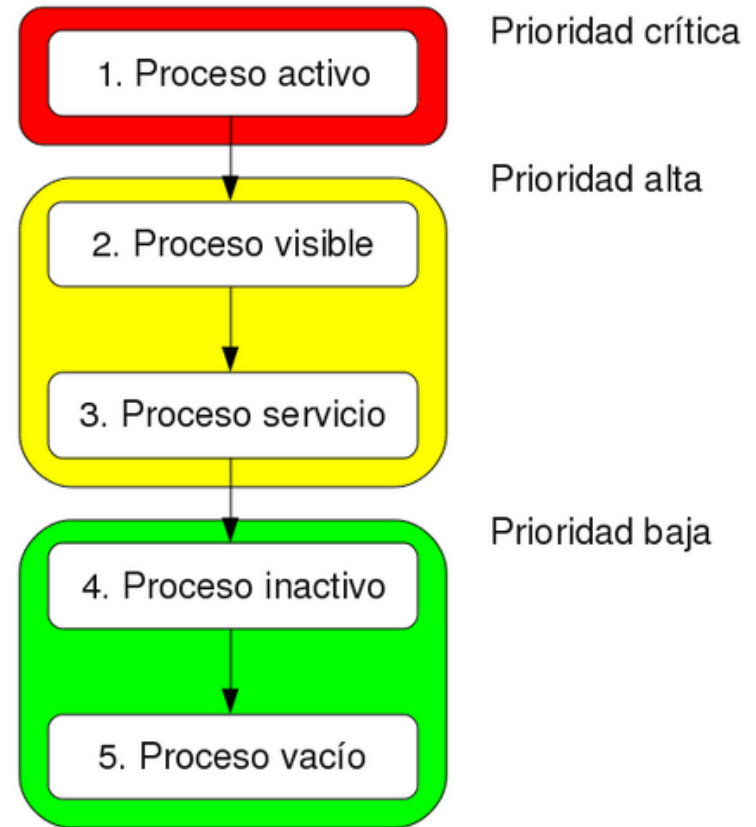 Prioridad crítica
1. Proceso activo
Prioridad alta
2. Proceso visible
3. Proceso servicio
Prioridad baja
4. Proceso inactivo
5. Proceso vacío